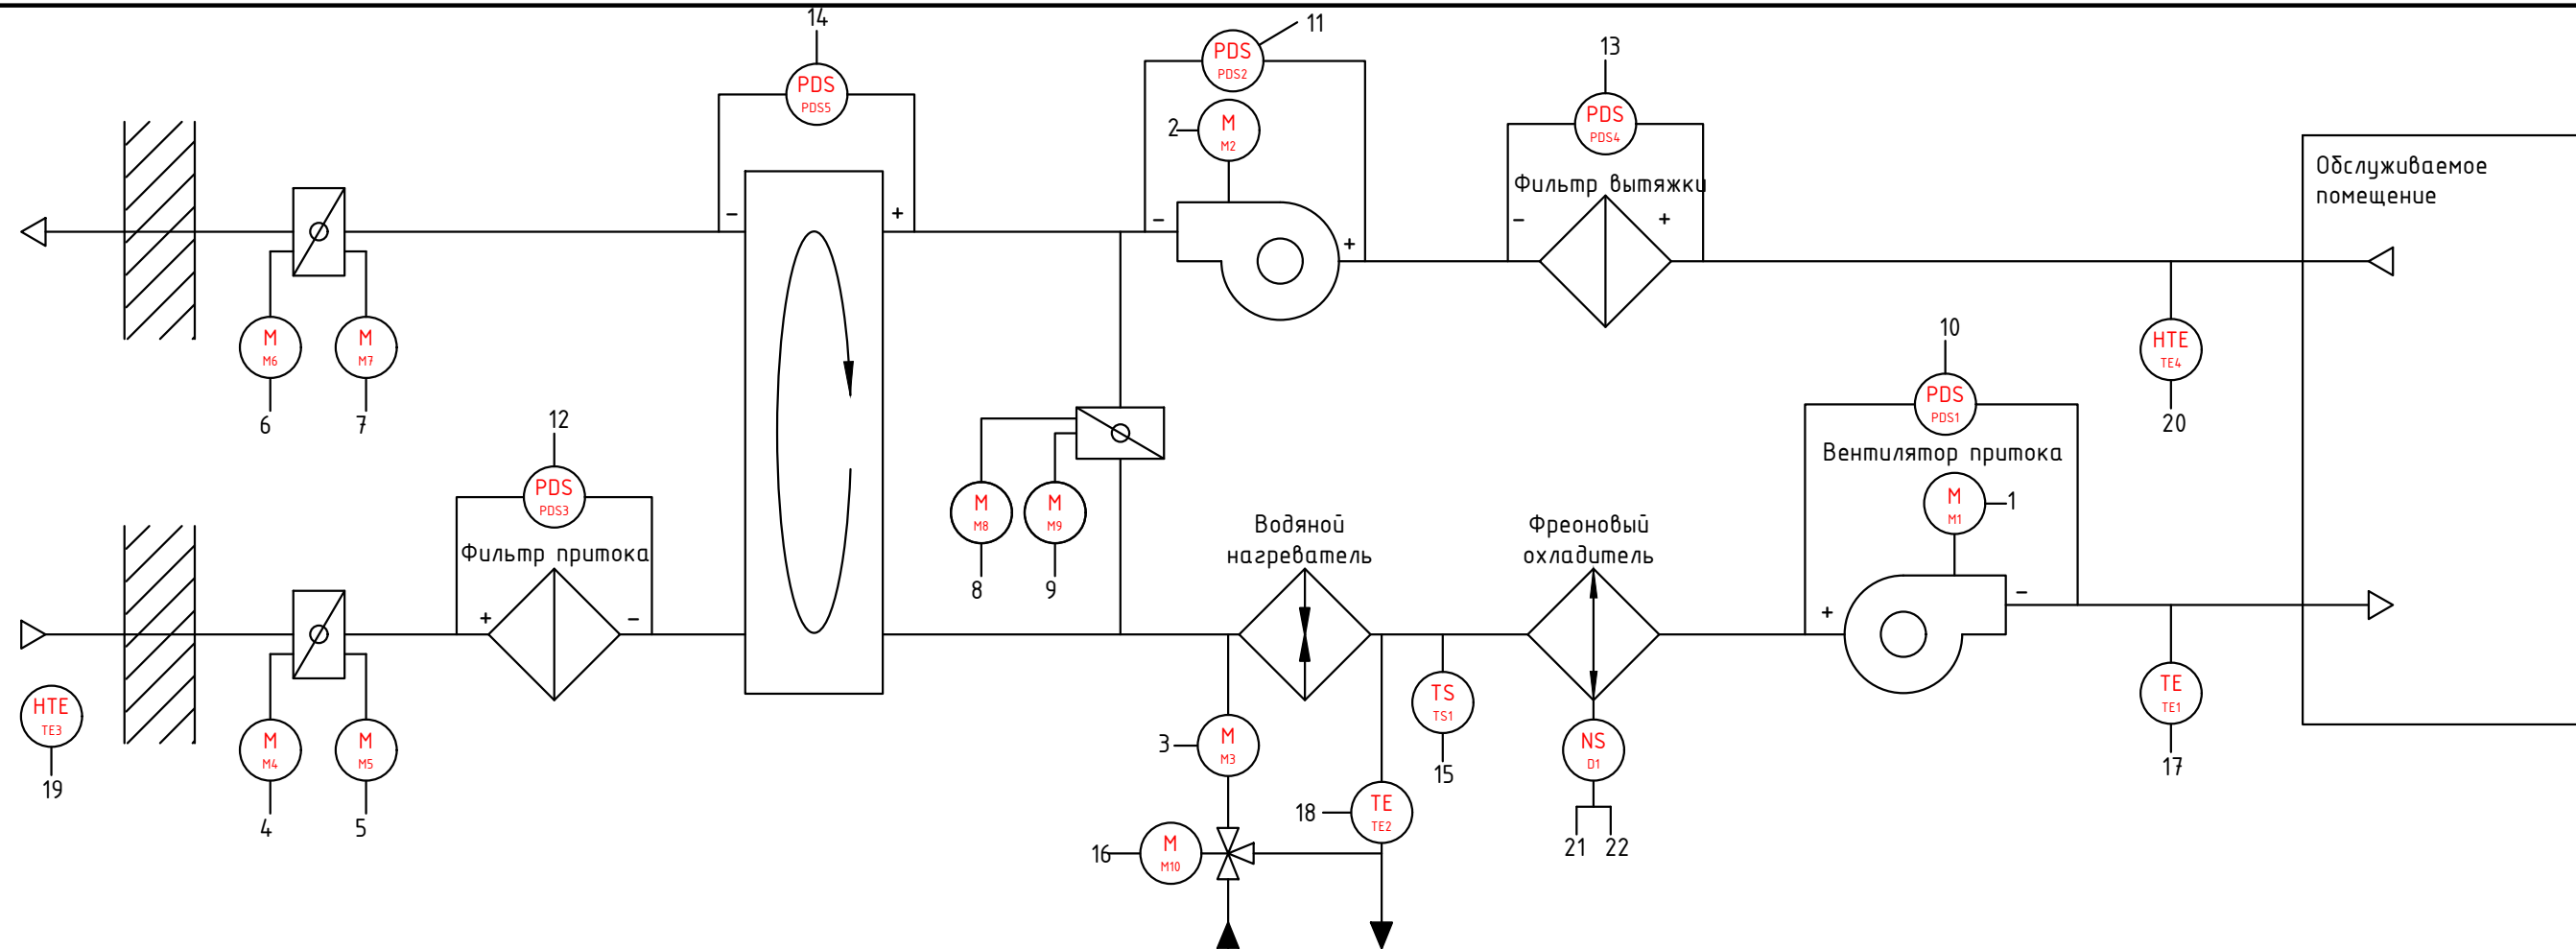 14
PDS
PDS5
PDS
PDS2
11
2
M
M2
13
PDS
PDS4
Фильтр вытяжки
Обслуживаемое
помещение
-
+
-
+
-
+
M
M6
M
M7
6
7
10
PDS
PDS1
HTE
TE4
20
12
PDS
PDS3
Фильтр притока
+
-
M
M8
M
M9
8
9
Водяной
нагреватель
Фреоновый
охладитель
Вентилятор притока
M
M1
1
+
-
HTE
TE3
19
M
M4
M
M5
4
5
3
M
M3
TS
TS1
15
NS
D1
21
22
TE
TE1
17
18
TE
TE2
16
M
M10